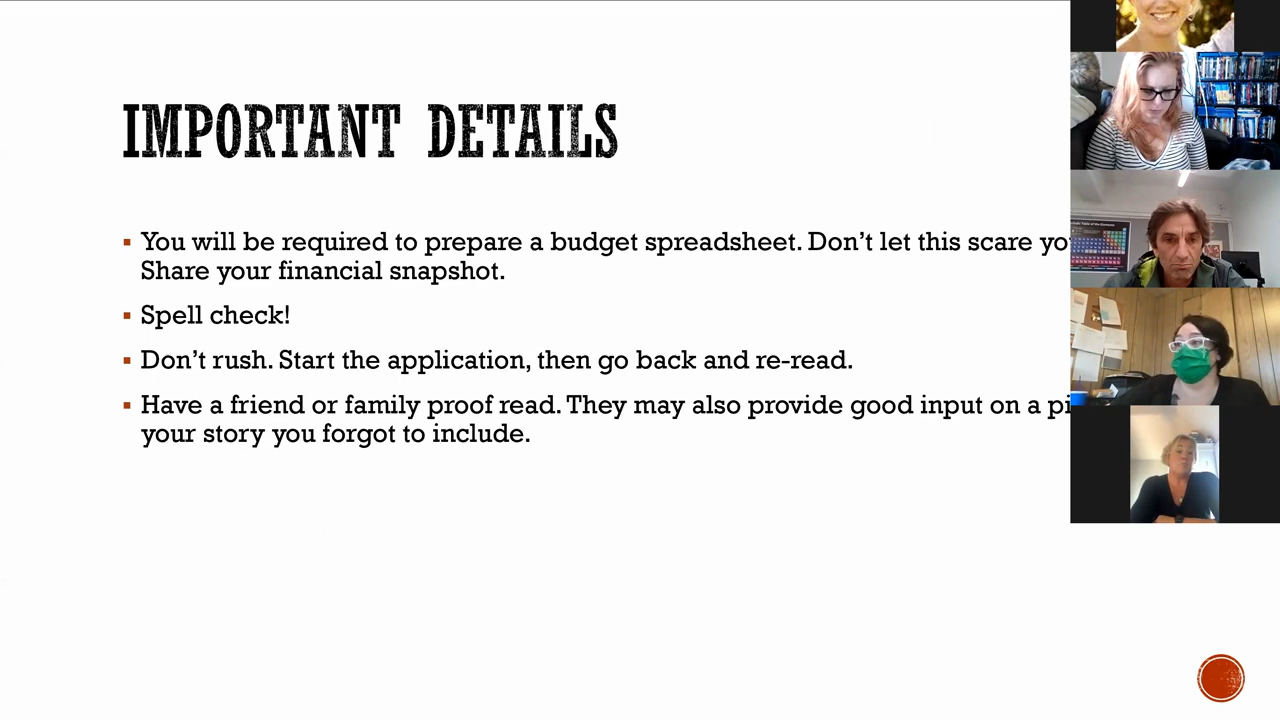 IMPORTANT DETAILS
▪ You will be required to prepare a budget spreadsheet. Don't let this scare
Share your financial snapshot.
▪ Spell check!
▪ Don't rush. Start the application, then go back and re-read.
▪ Have a friend or family proof read. They may also provide good input on a
your story you forgot to include.